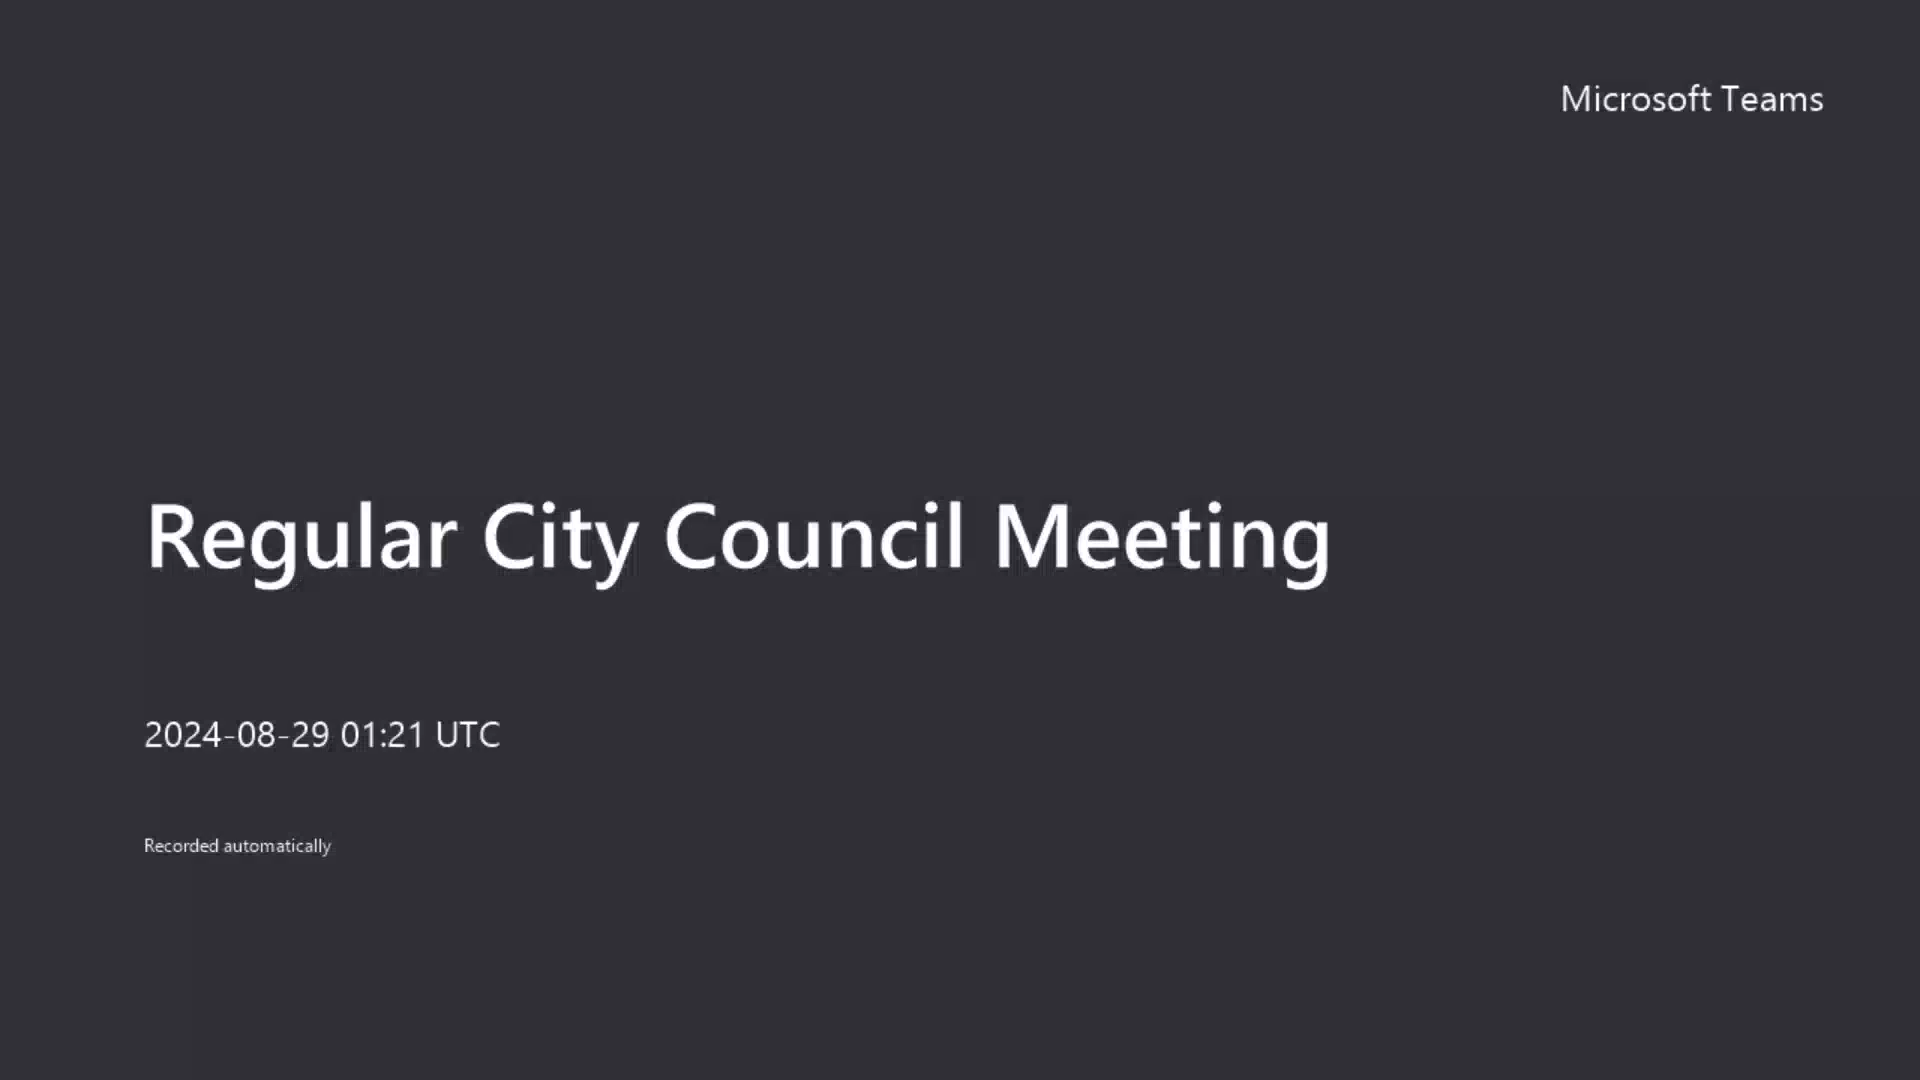 Microsoft Teams
Regular City Council Meeting
2024-08-29 01:21 UTC
Recorded automatically